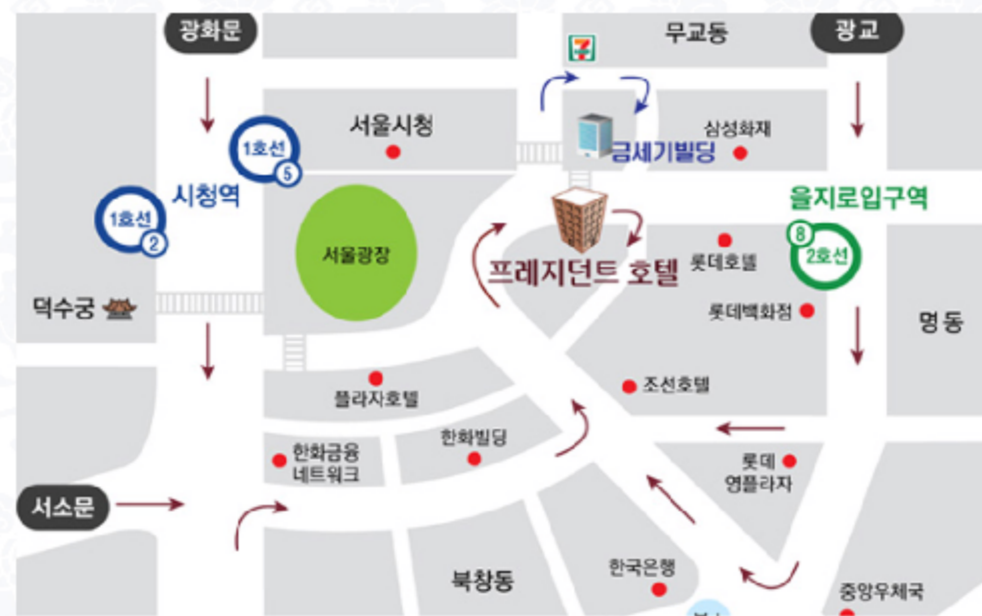 광화문
무교동
광교
7
서울시청
삼성화재
1호선
5
금세기빌딩
시청역
을지로입구역
1호선
2
8
2호선
서울광장
롯데호텔
프레지던트 호텔
덕수궁
롯데백화점
명동
플라자호텔
조선호텔
한화빌딩
한화금융
네트워크
롯데
영플라자
서소문
북창동
한국은행
중앙우체국